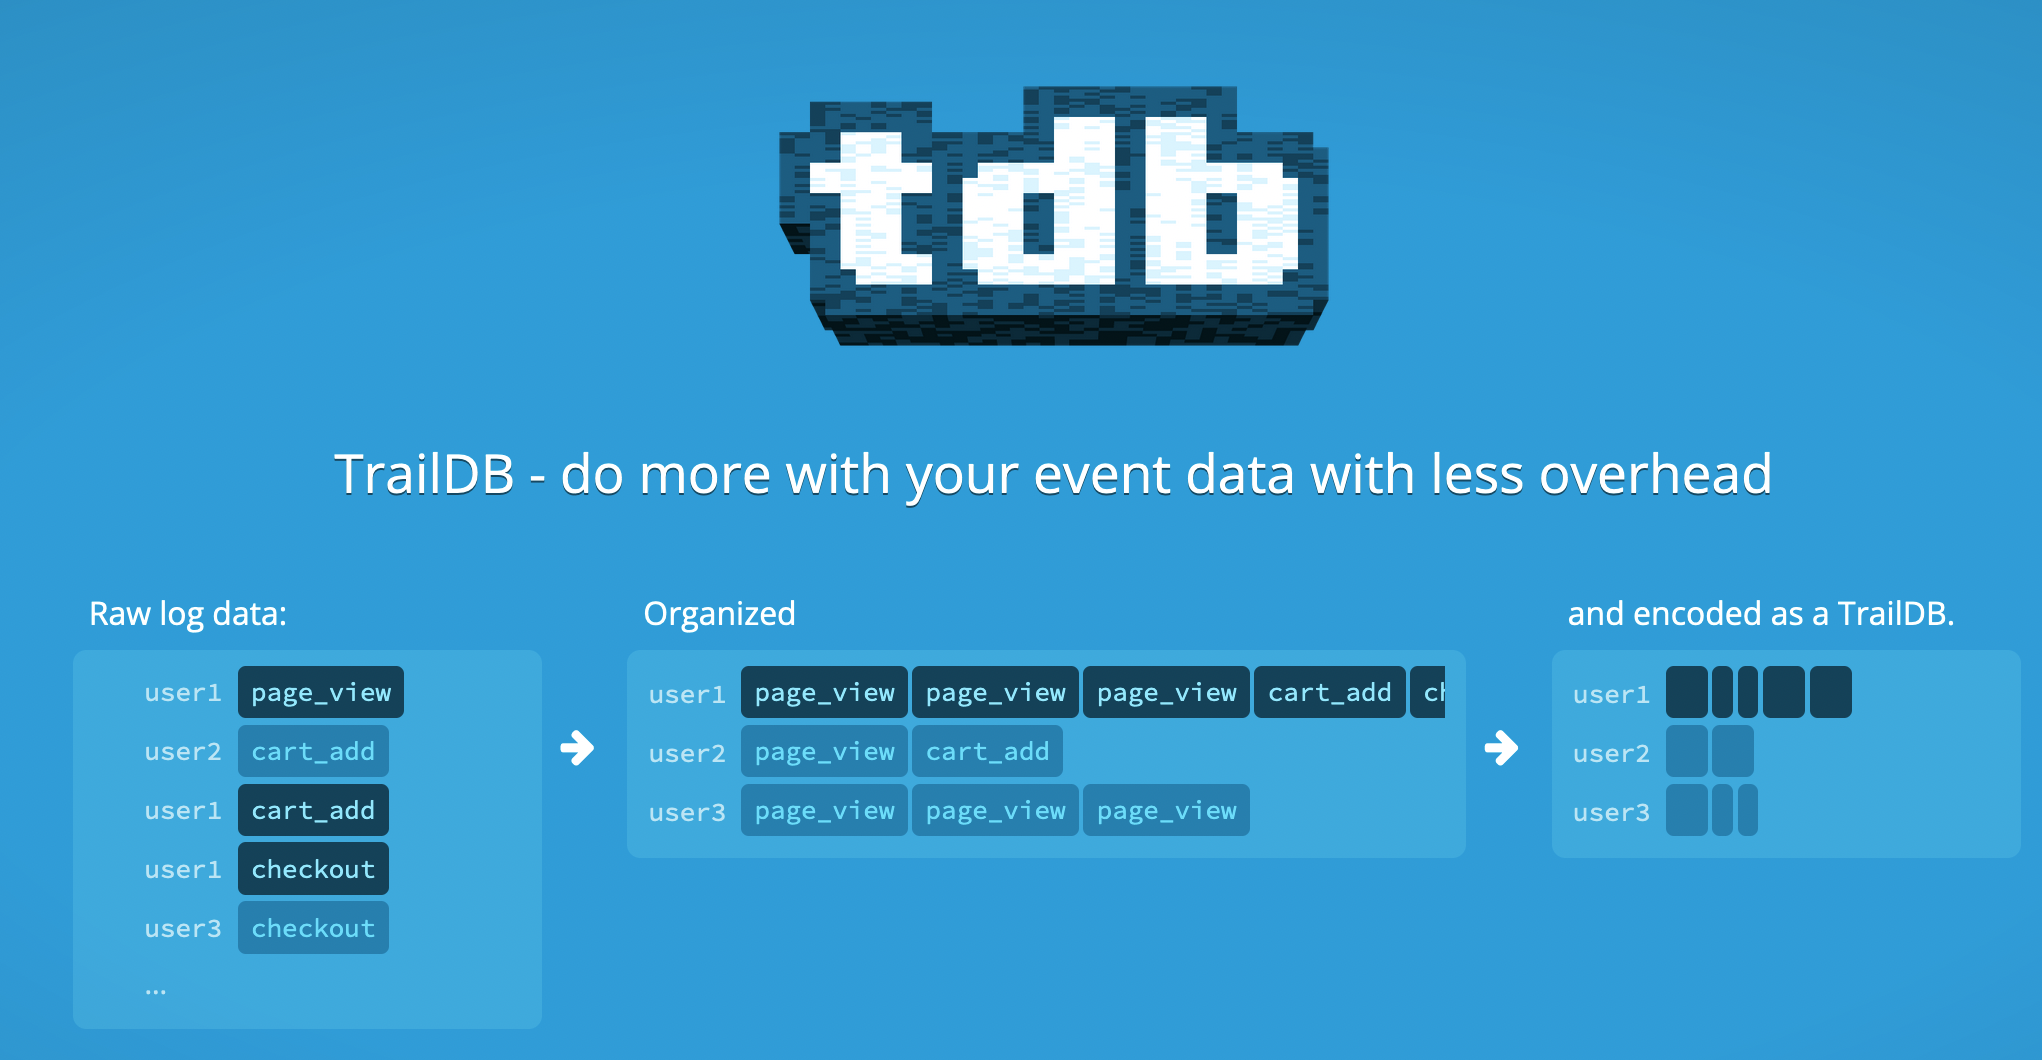 tdb
TrailDB - do more with your event data with less overhead
Raw log data:
user1 page_view
user2 cart_add
user1 cart_add
user1 checkout
user3 checkout
...
Organized
user1 page_view page_view page_view cart_add ch
user2 page_view cart_add
user3 page_view page_view page_view
and encoded as a TrailDB.
user1
user2
user3